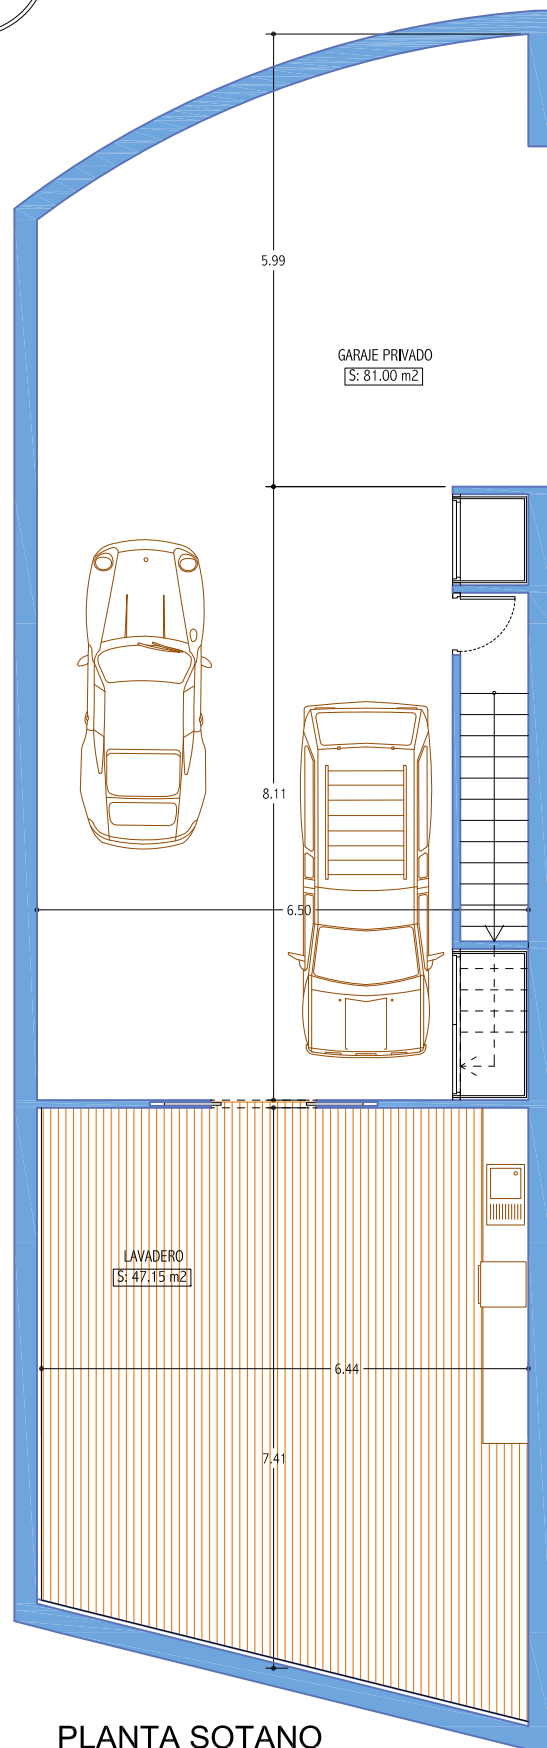 5.99
GARAJE PRIVADO
S: 81.00 m2
8.11
6.50
LAVADERO
S: 47.15 m2
6.44
7.41
PLANTA SOTANO